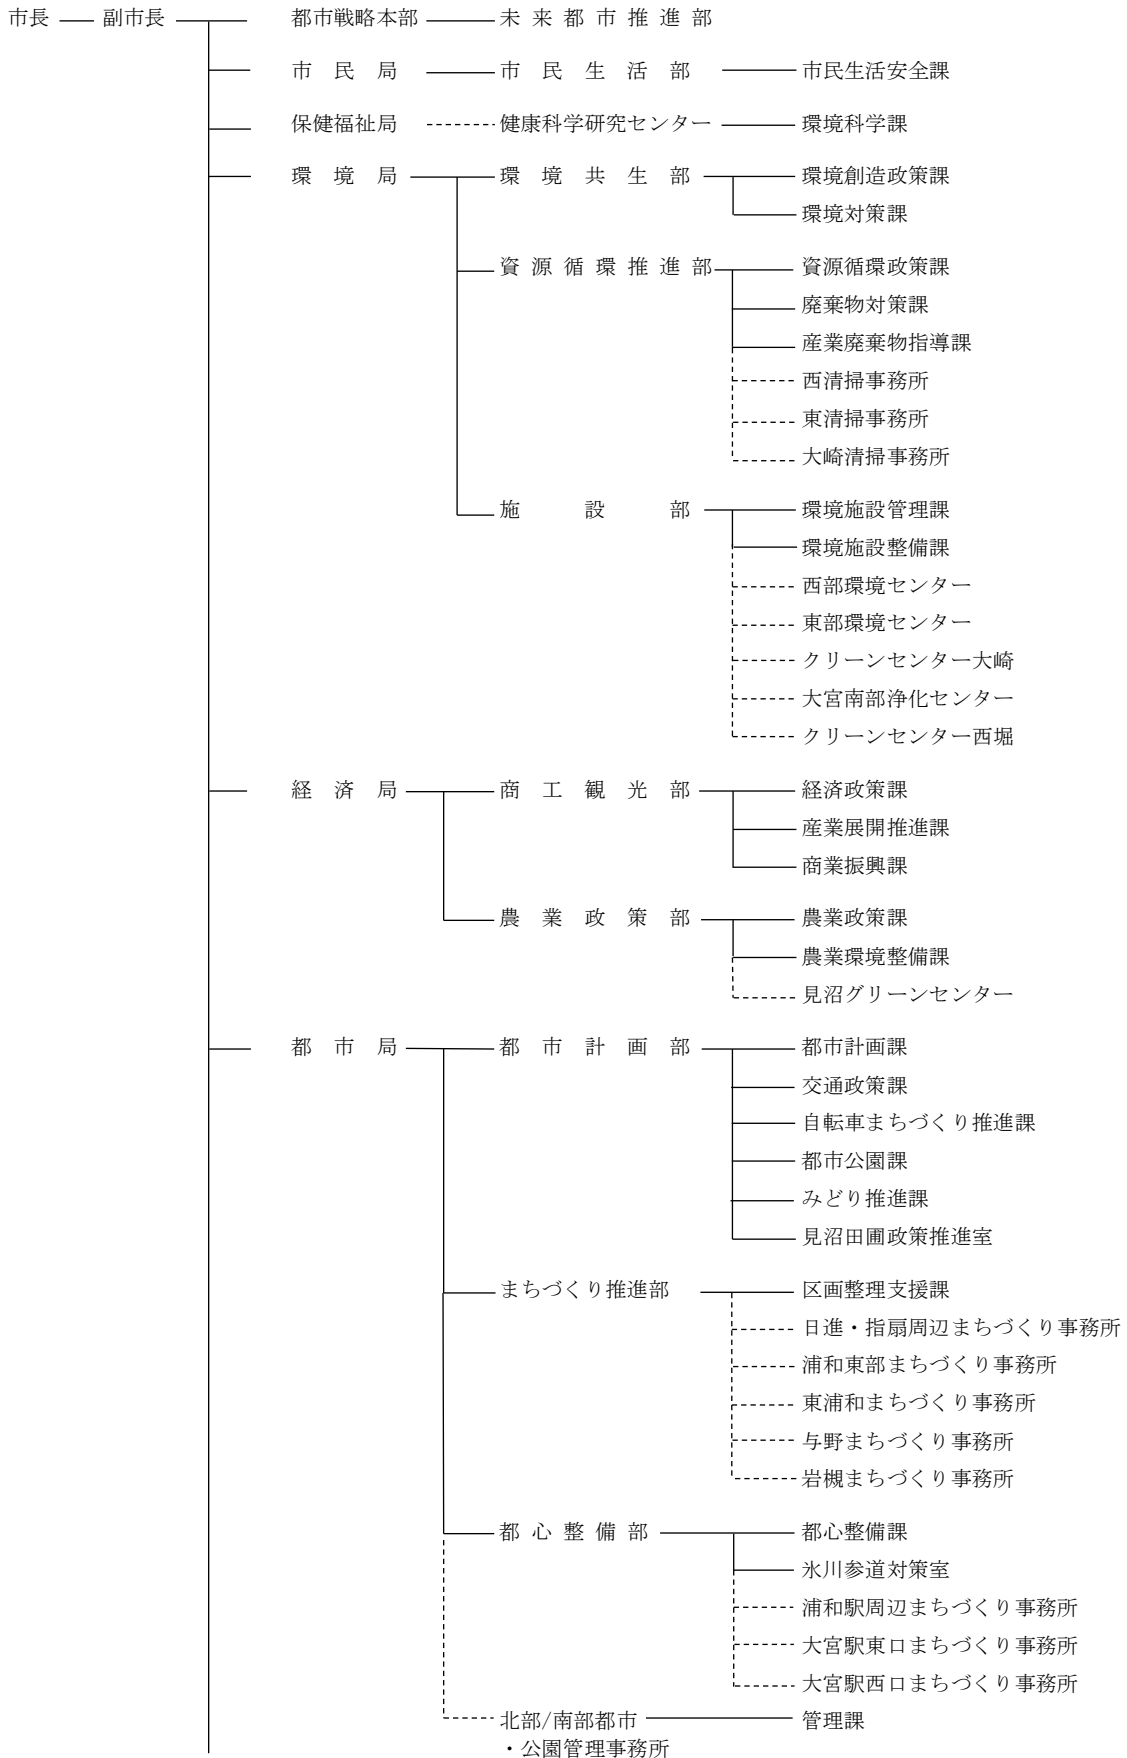 市長 副市長 都市戦略本部 未来都市推進部
市民局 市民生活部 市民生活安全課
保健福祉局 健康科学研究センター 環境科学課
環境局 環境共生部 環境創造政策課
環境対策課
資源循環推進部 資源循環政策課
廃棄物対策課
産業廃棄物指導課
西清掃事務所
東清掃事務所
大崎清掃事務所
施設部 環境施設管理課
環境施設整備課
西部環境センター
東部環境センター
クリーンセンター大崎
大宮南部浄化センター
クリーンセンター西堀
経済局 商工観光部 経済政策課
産業展開推進課
商業振興課
農業政策部 農業政策課
農業環境整備課
見沼グリーンセンター
都市局 都市計画部 都市計画課
交通政策課
自転車まちづくり推進課
都市公園課
みどり推進課
見沼田圃政策推進室
まちづくり推進部 区画整理支援課
日進・指扇周辺まちづくり事務所
浦和東部まちづくり事務所
東浦和まちづくり事務所
与野まちづくり事務所
岩槻まちづくり事務所
都心整備部 都心整備課
氷川参道対策室
浦和駅周辺まちづくり事務所
大宮駅東口まちづくり事務所
大宮駅西口まちづくり事務所
北部/南部都市 管理課
・公園管理事務所